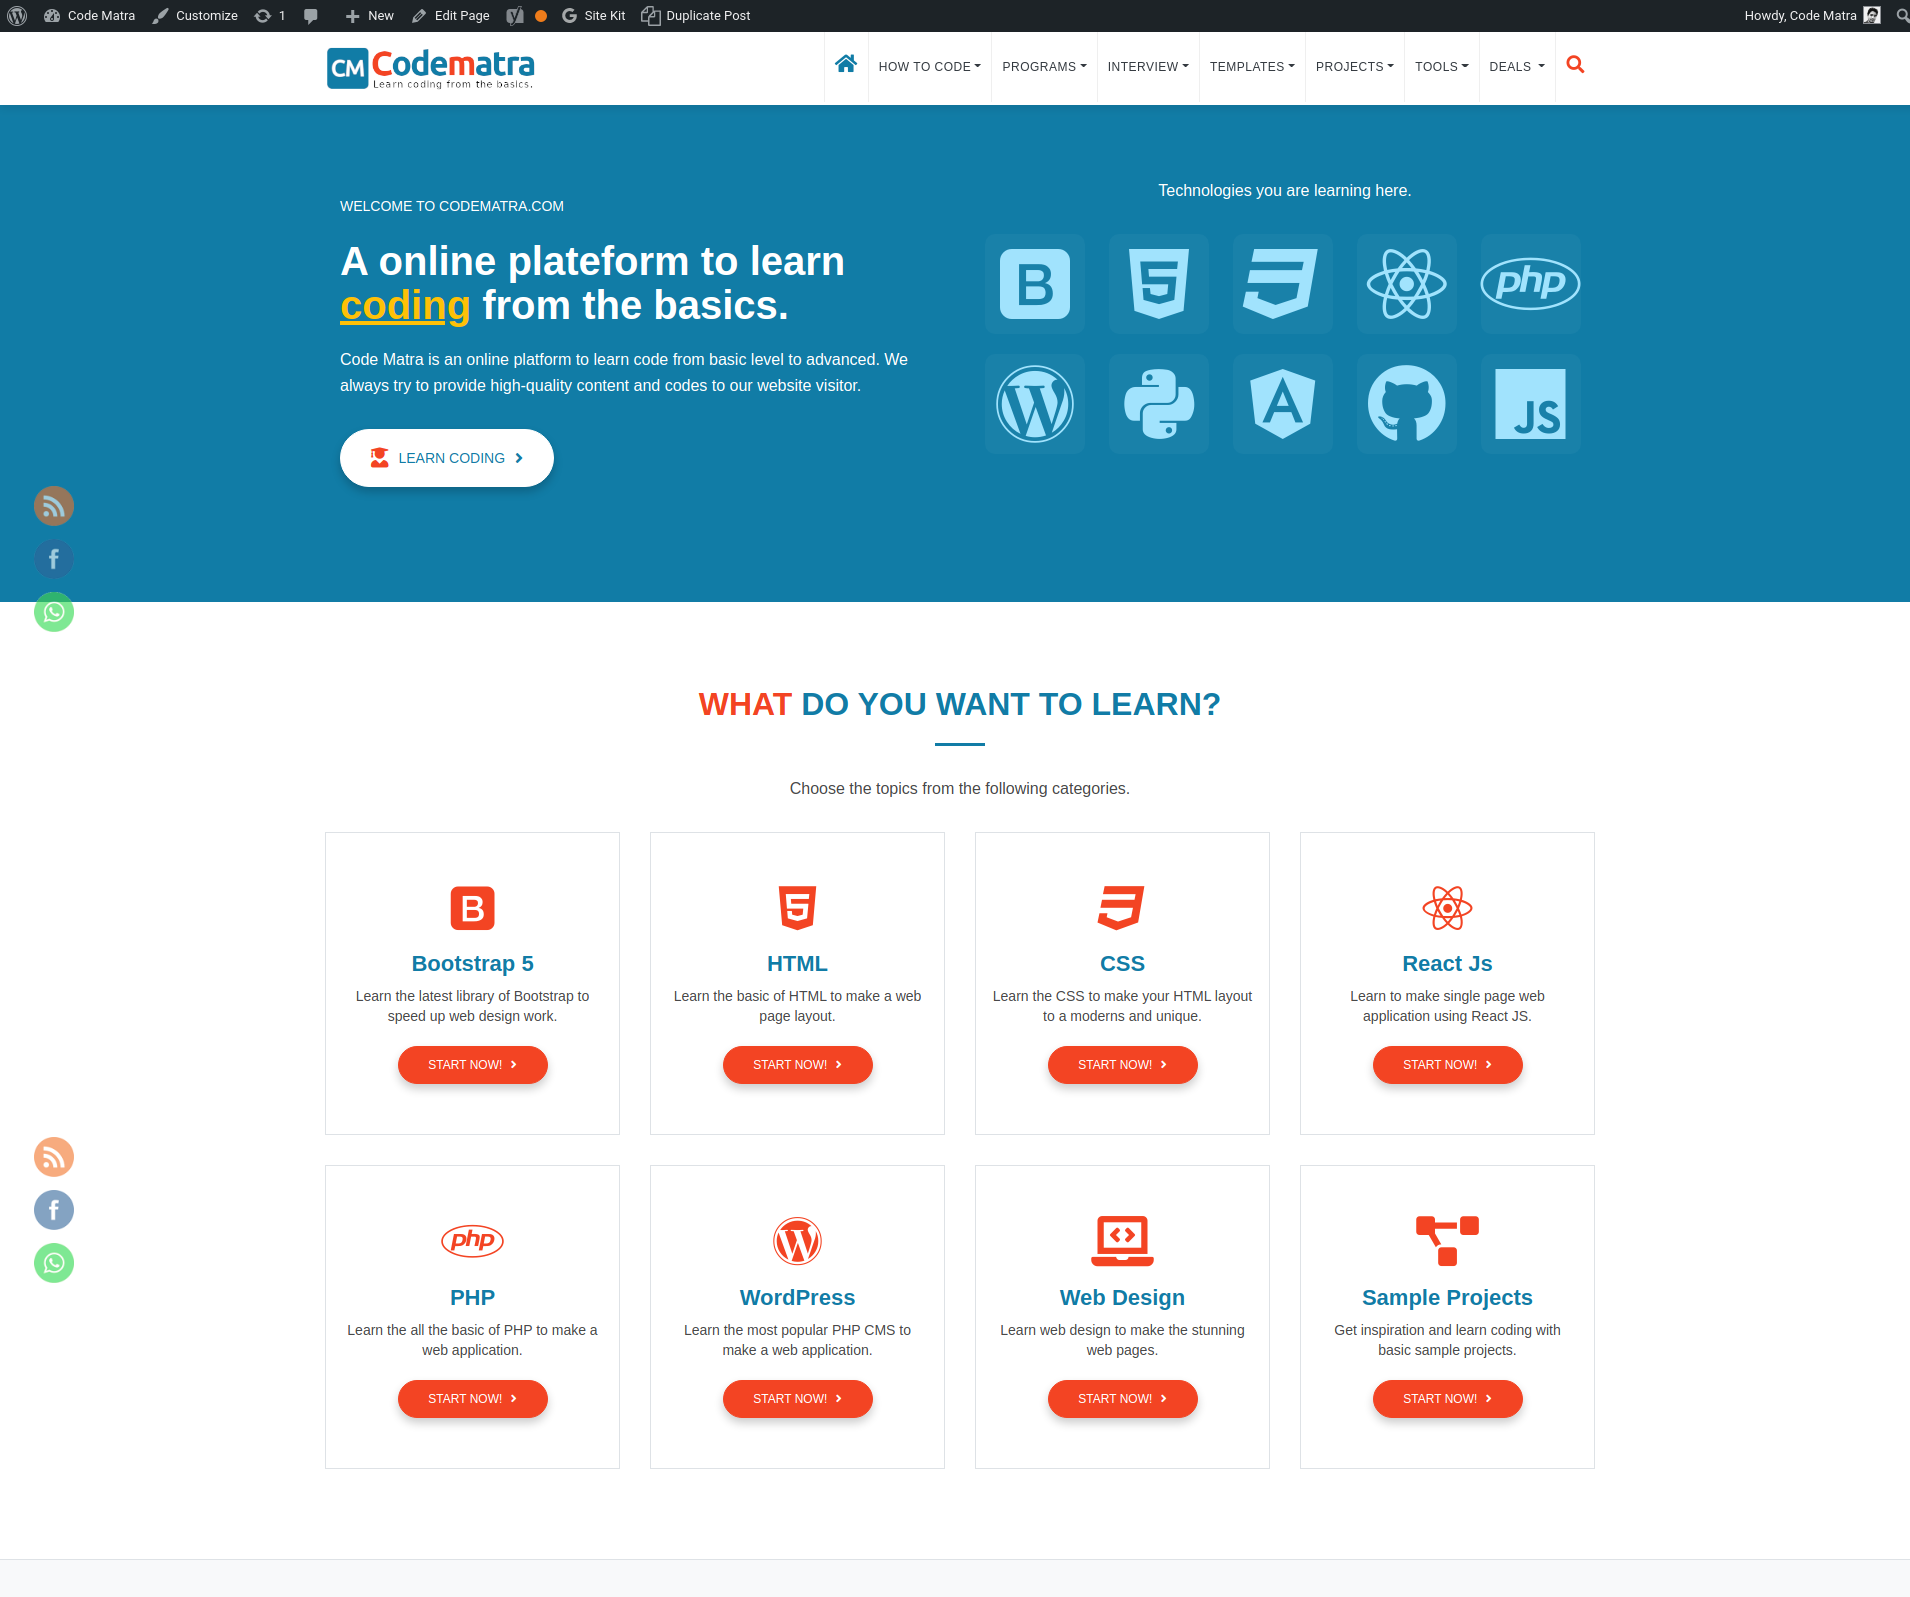 Code Matra Customize 1 New Edit Page Site Kit Duplicate Post Howdy, Code Matra
CM Codematra
Learn coding from the basics.
HOW TO CODE PROGRAMS INTERVIEW TEMPLATES PROJECTS TOOLS DEALS
WELCOME TO CODEMATRA.COM
A online plateform to learn
coding from the basics.
Code Matra is an online platform to learn code from basic level to advanced. We
always try to provide high-quality content and codes to our website visitor.
LEARN CODING
Technologies you are learning here.
B 5 php
W A JS
WHAT DO YOU WANT TO LEARN?
Choose the topics from the following categories.
B
Bootstrap 5
Learn the latest library of Bootstrap to
speed up web design work.
START NOW!
5
HTML
Learn the basic of HTML to make a web
page layout.
START NOW!
CSS
Learn the CSS to make your HTML layout
to a moderns and unique.
START NOW!
React Js
Learn to make single page web
application using React JS.
START NOW!
php
PHP
Learn the all the basic of PHP to make a
web application.
START NOW!
W
WordPress
Learn the most popular PHP CMS to
make a web application.
START NOW!
Web Design
Learn web design to make the stunning
web pages.
START NOW!
Sample Projects
Get inspiration and learn coding with
basic sample projects.
START NOW!